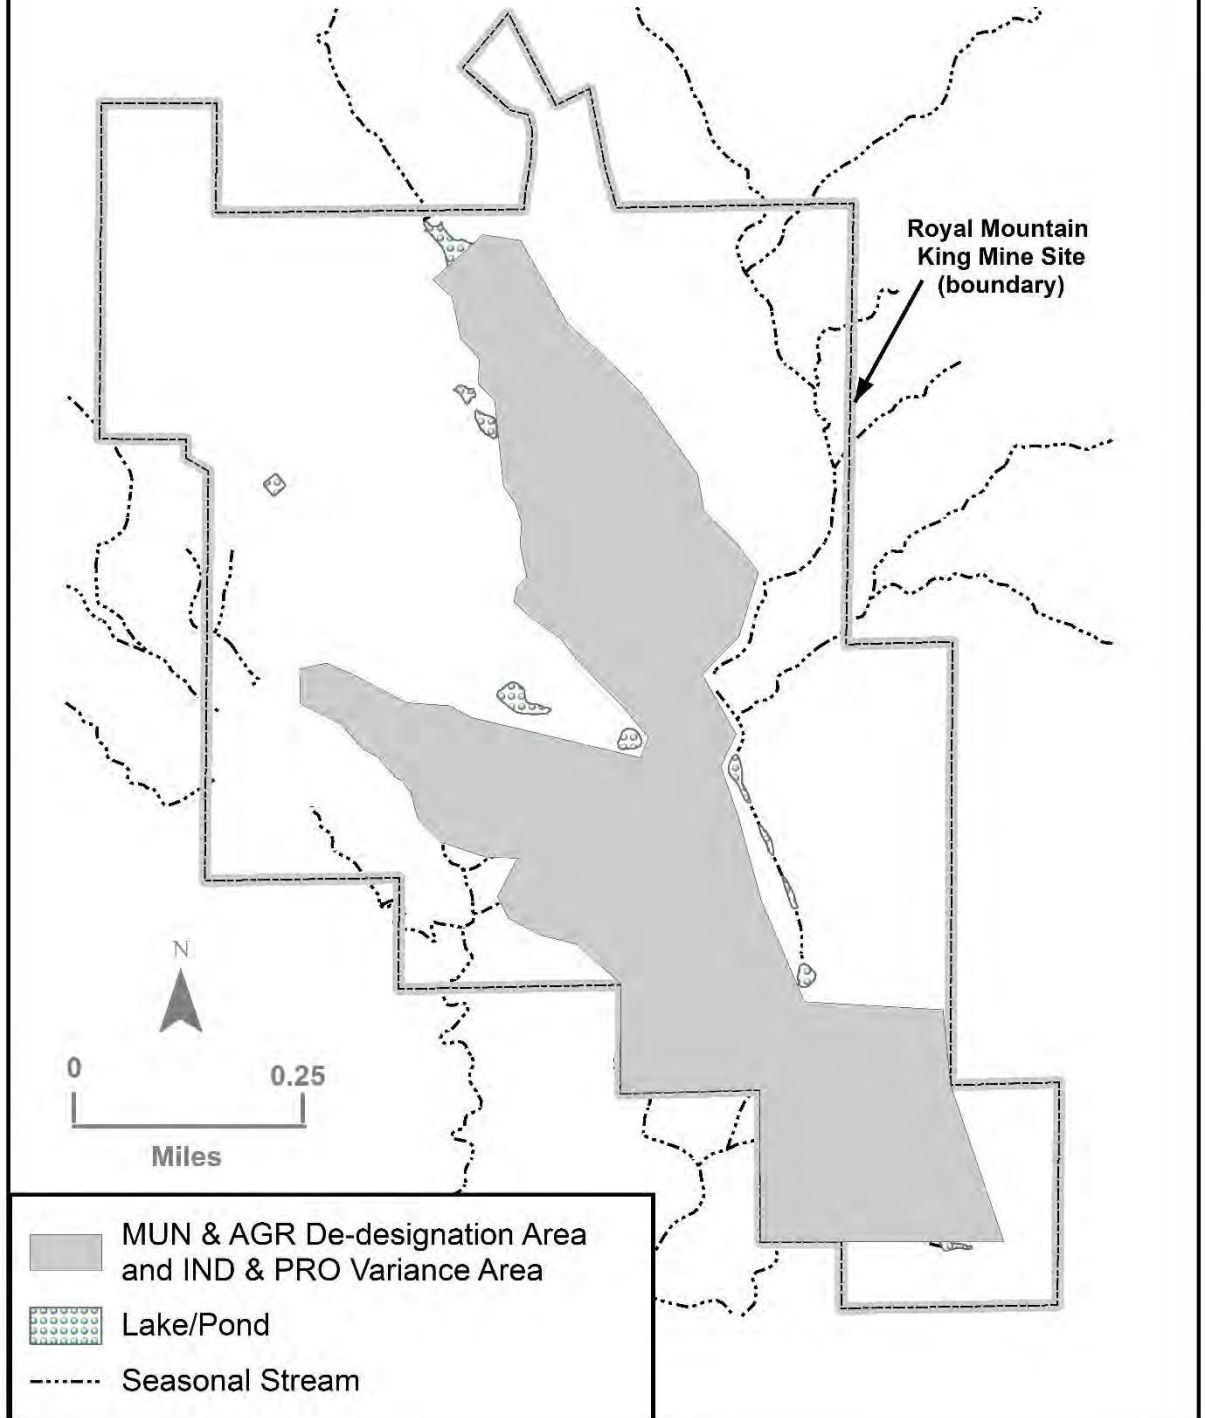 Royal Mountain
King Mine Site
(boundary)
N
0 0.25
Miles
MUN & AGR De-designation Area
and IND & PRO Variance Area
Lake/Pond
Seasonal Stream